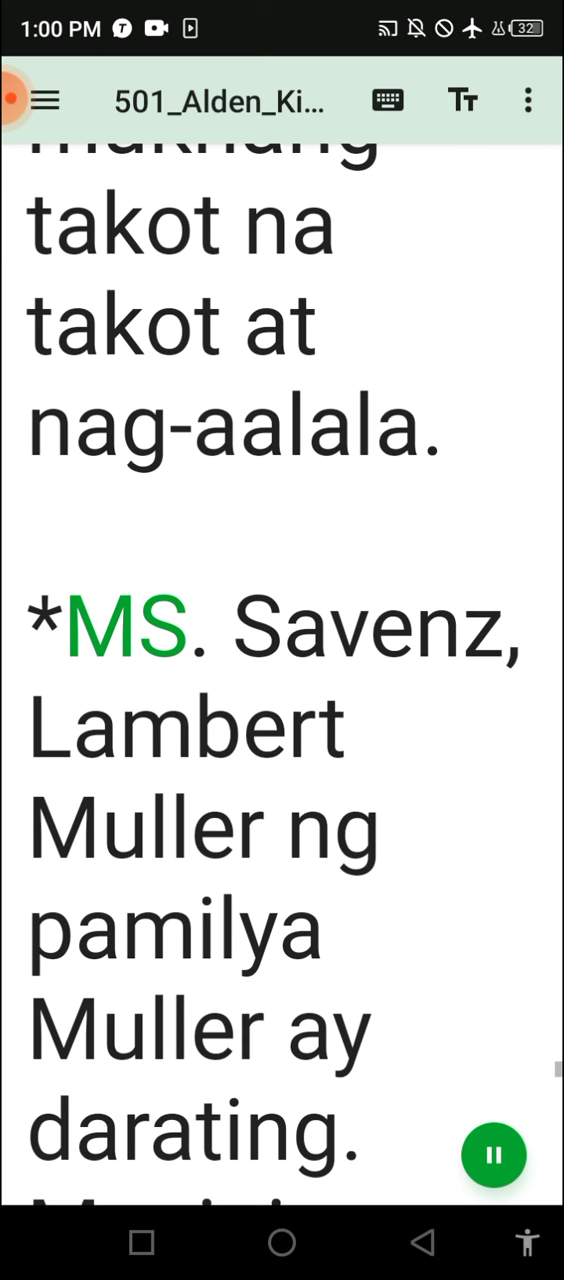 1:00 PM
32
501_Alden_Ki...
takot na
takot at
nag-aalala.
*MS. Savenz,
Lambert
Muller ng
pamilya
Muller ay
darating.